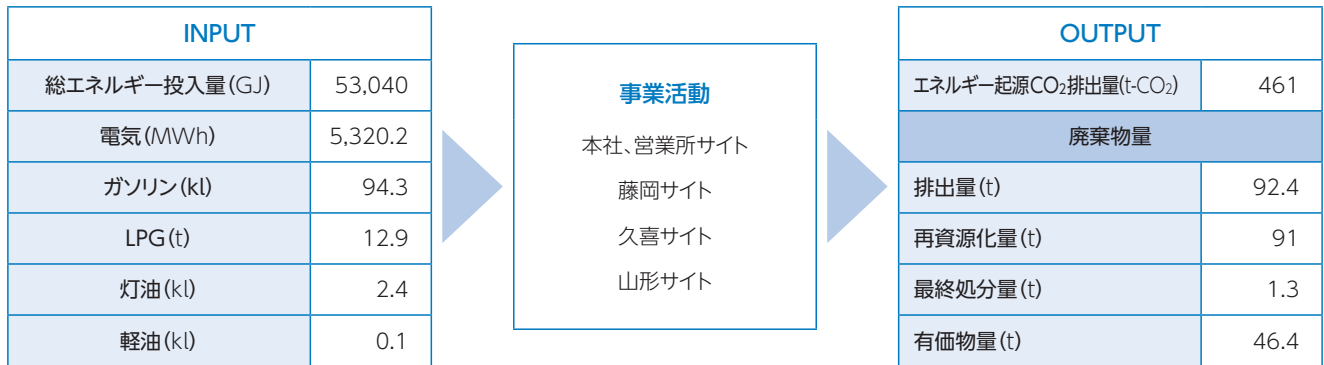 INPUT
総エネルギー投入量(GJ) 53,040
電気(MWh) 5,320.2
ガソリン(kl) 94.3
LPG(t) 12.9
灯油(kl) 2.4
軽油(kl) 0.1
事業活動
本社、営業所サイト
藤岡サイト
久喜サイト
山形サイト
OUTPUT
エネルギー起源CO₂排出量(t-CO₂) 461
廃棄物量
排出量(t) 92.4
再資源化量(t) 91
最終処分量(t) 1.3
有価物量(t) 46.4